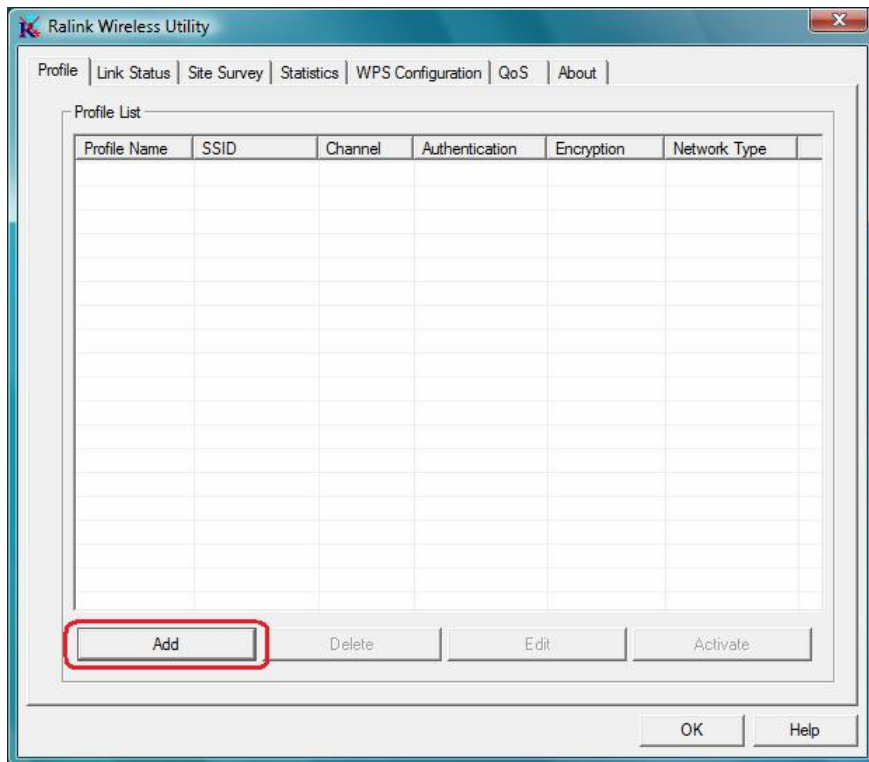 Ralink Wireless Utility
Profile Link Status Site Survey Statistics WPS Configuration QoS About
Profile List
Profile Name SSID Channel Authentication Encryption Network Type
Add Delete Edit Activate
OK Help